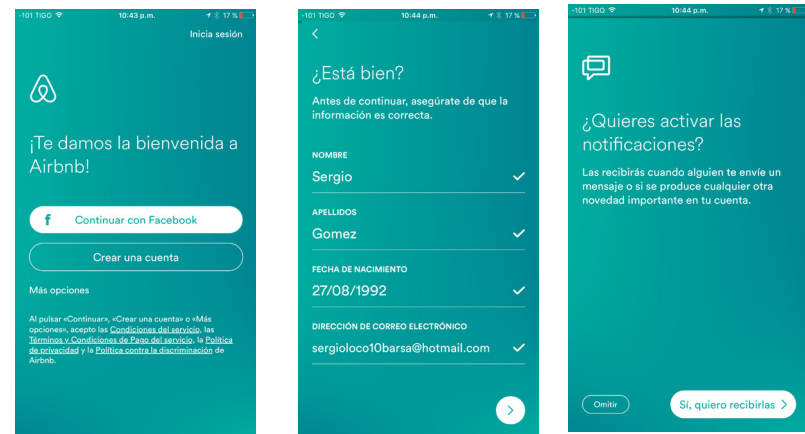 -101 TIGO 10:43 p.m. 17 %
Inicia sesión
¡Te damos la bienvenida a
Airbnb!
f Continuar con Facebook
Crear una cuenta
Más opciones
Al pulsar «Continuar», «Crear una cuenta» o «Más
opciones», acepto las Condiciones del servicio, las
Términos y Condiciones de Pago del servicio, la Política
de privacidad y la Política contra la discriminación de
Airbnb.
-101 TIGO 10:44 p.m. 17 %
¿Está bien?
Antes de continuar, asegúrate de que la
información es correcta.
NOMBRE
Sergio
APELLIDOS
Gomez
FECHA DE NACIMIENTO
27/08/1992
DIRECCIÓN DE CORREO ELECTRÓNICO
sergioloco10barsa@hotmail.com
-101 TIGO 10:44 p.m. 17 %
¿Quieres activar las
notificaciones?
Las recibirás cuando alguien te envíe un
mensaje o si se produce cualquier otra
novedad importante en tu cuenta.
Omitir
Sí, quiero recibirlas